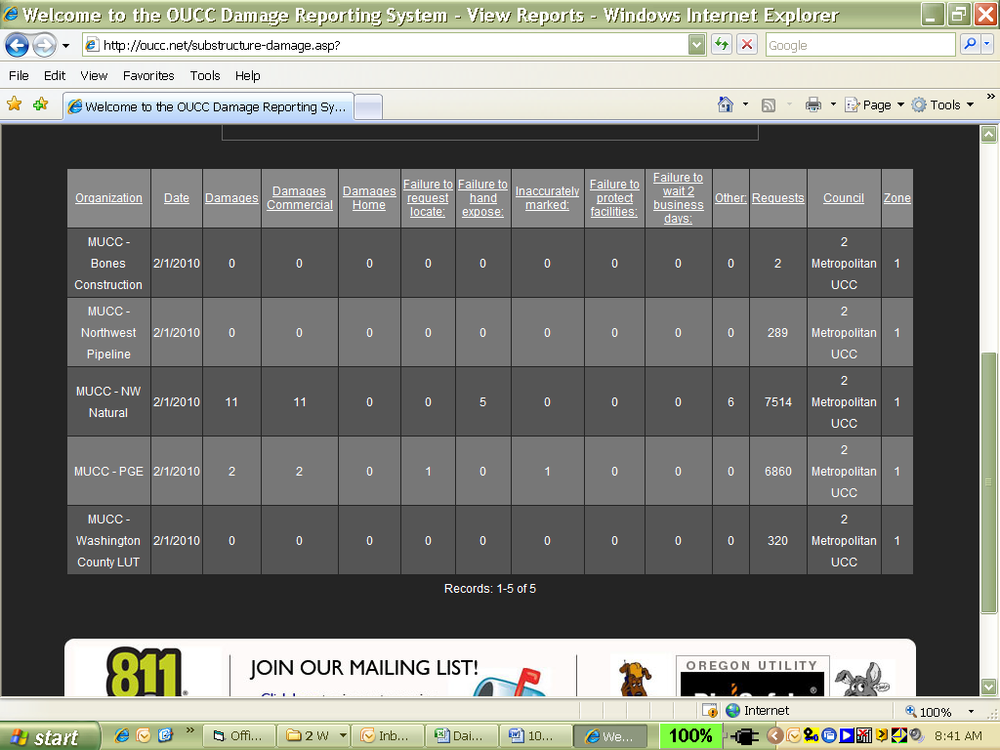 Welcome to the OUCC Damage Reporting System - View Reports - Windows Internet Explorer
http://oucc.net/substructure-damage.asp?
Google
File Edit View Favorites Tools Help
Welcome to the OUCC Damage Reporting Sy...
Page Tools
Organization Date Damages Damages Commercial Damages Home Failure to request locate: Failure to hand expose: Inaccurately marked: Failure to protect facilities: Failure to wait 2 business days: Other: Requests Council Zone
MUCC - Bones Construction 2/1/2010 0 0 0 0 0 0 0 0 0 2 2 Metropolitan UCC 1
MUCC - Northwest Pipeline 2/1/2010 0 0 0 0 0 0 0 0 0 289 2 Metropolitan UCC 1
MUCC - NW Natural 2/1/2010 11 11 0 0 5 0 0 0 6 7514 2 Metropolitan UCC 1
MUCC - PGE 2/1/2010 2 2 0 1 0 1 0 0 0 6860 2 Metropolitan UCC 1
MUCC - Washington County LUT 2/1/2010 0 0 0 0 0 0 0 0 0 320 2 Metropolitan UCC 1
Records: 1-5 of 5
811
JOIN OUR MAILING LIST!
OREGON UTILITY
Internet
100%
start
Offi...
2 W
Inb...
Dai...
10...
We...
100%
8:41 AM